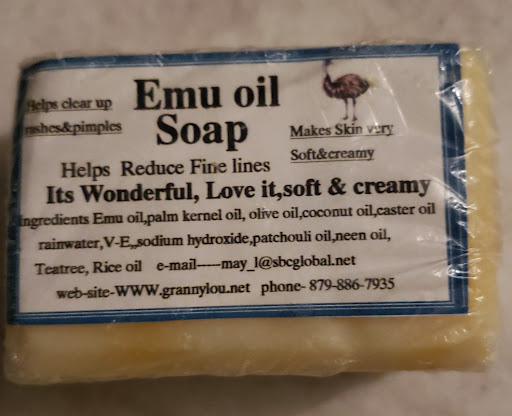 Emu oil
Soap
Helps clear up
rashes&pimples
Makes Skin very
Soft&creamy
Helps Reduce Fine lines
Its Wonderful, Love it,soft & creamy
ingredients Emu oil,palm kernel oil, olive oil,coconut oil,caster oil
rainwater,V-E,,sodium hydroxide,patchouli oil,neen oil,
Teatree, Rice oil e-mail-----may_l@sbcglobal.net
web-site-WWW.grannylou.net phone- 879-886-7935